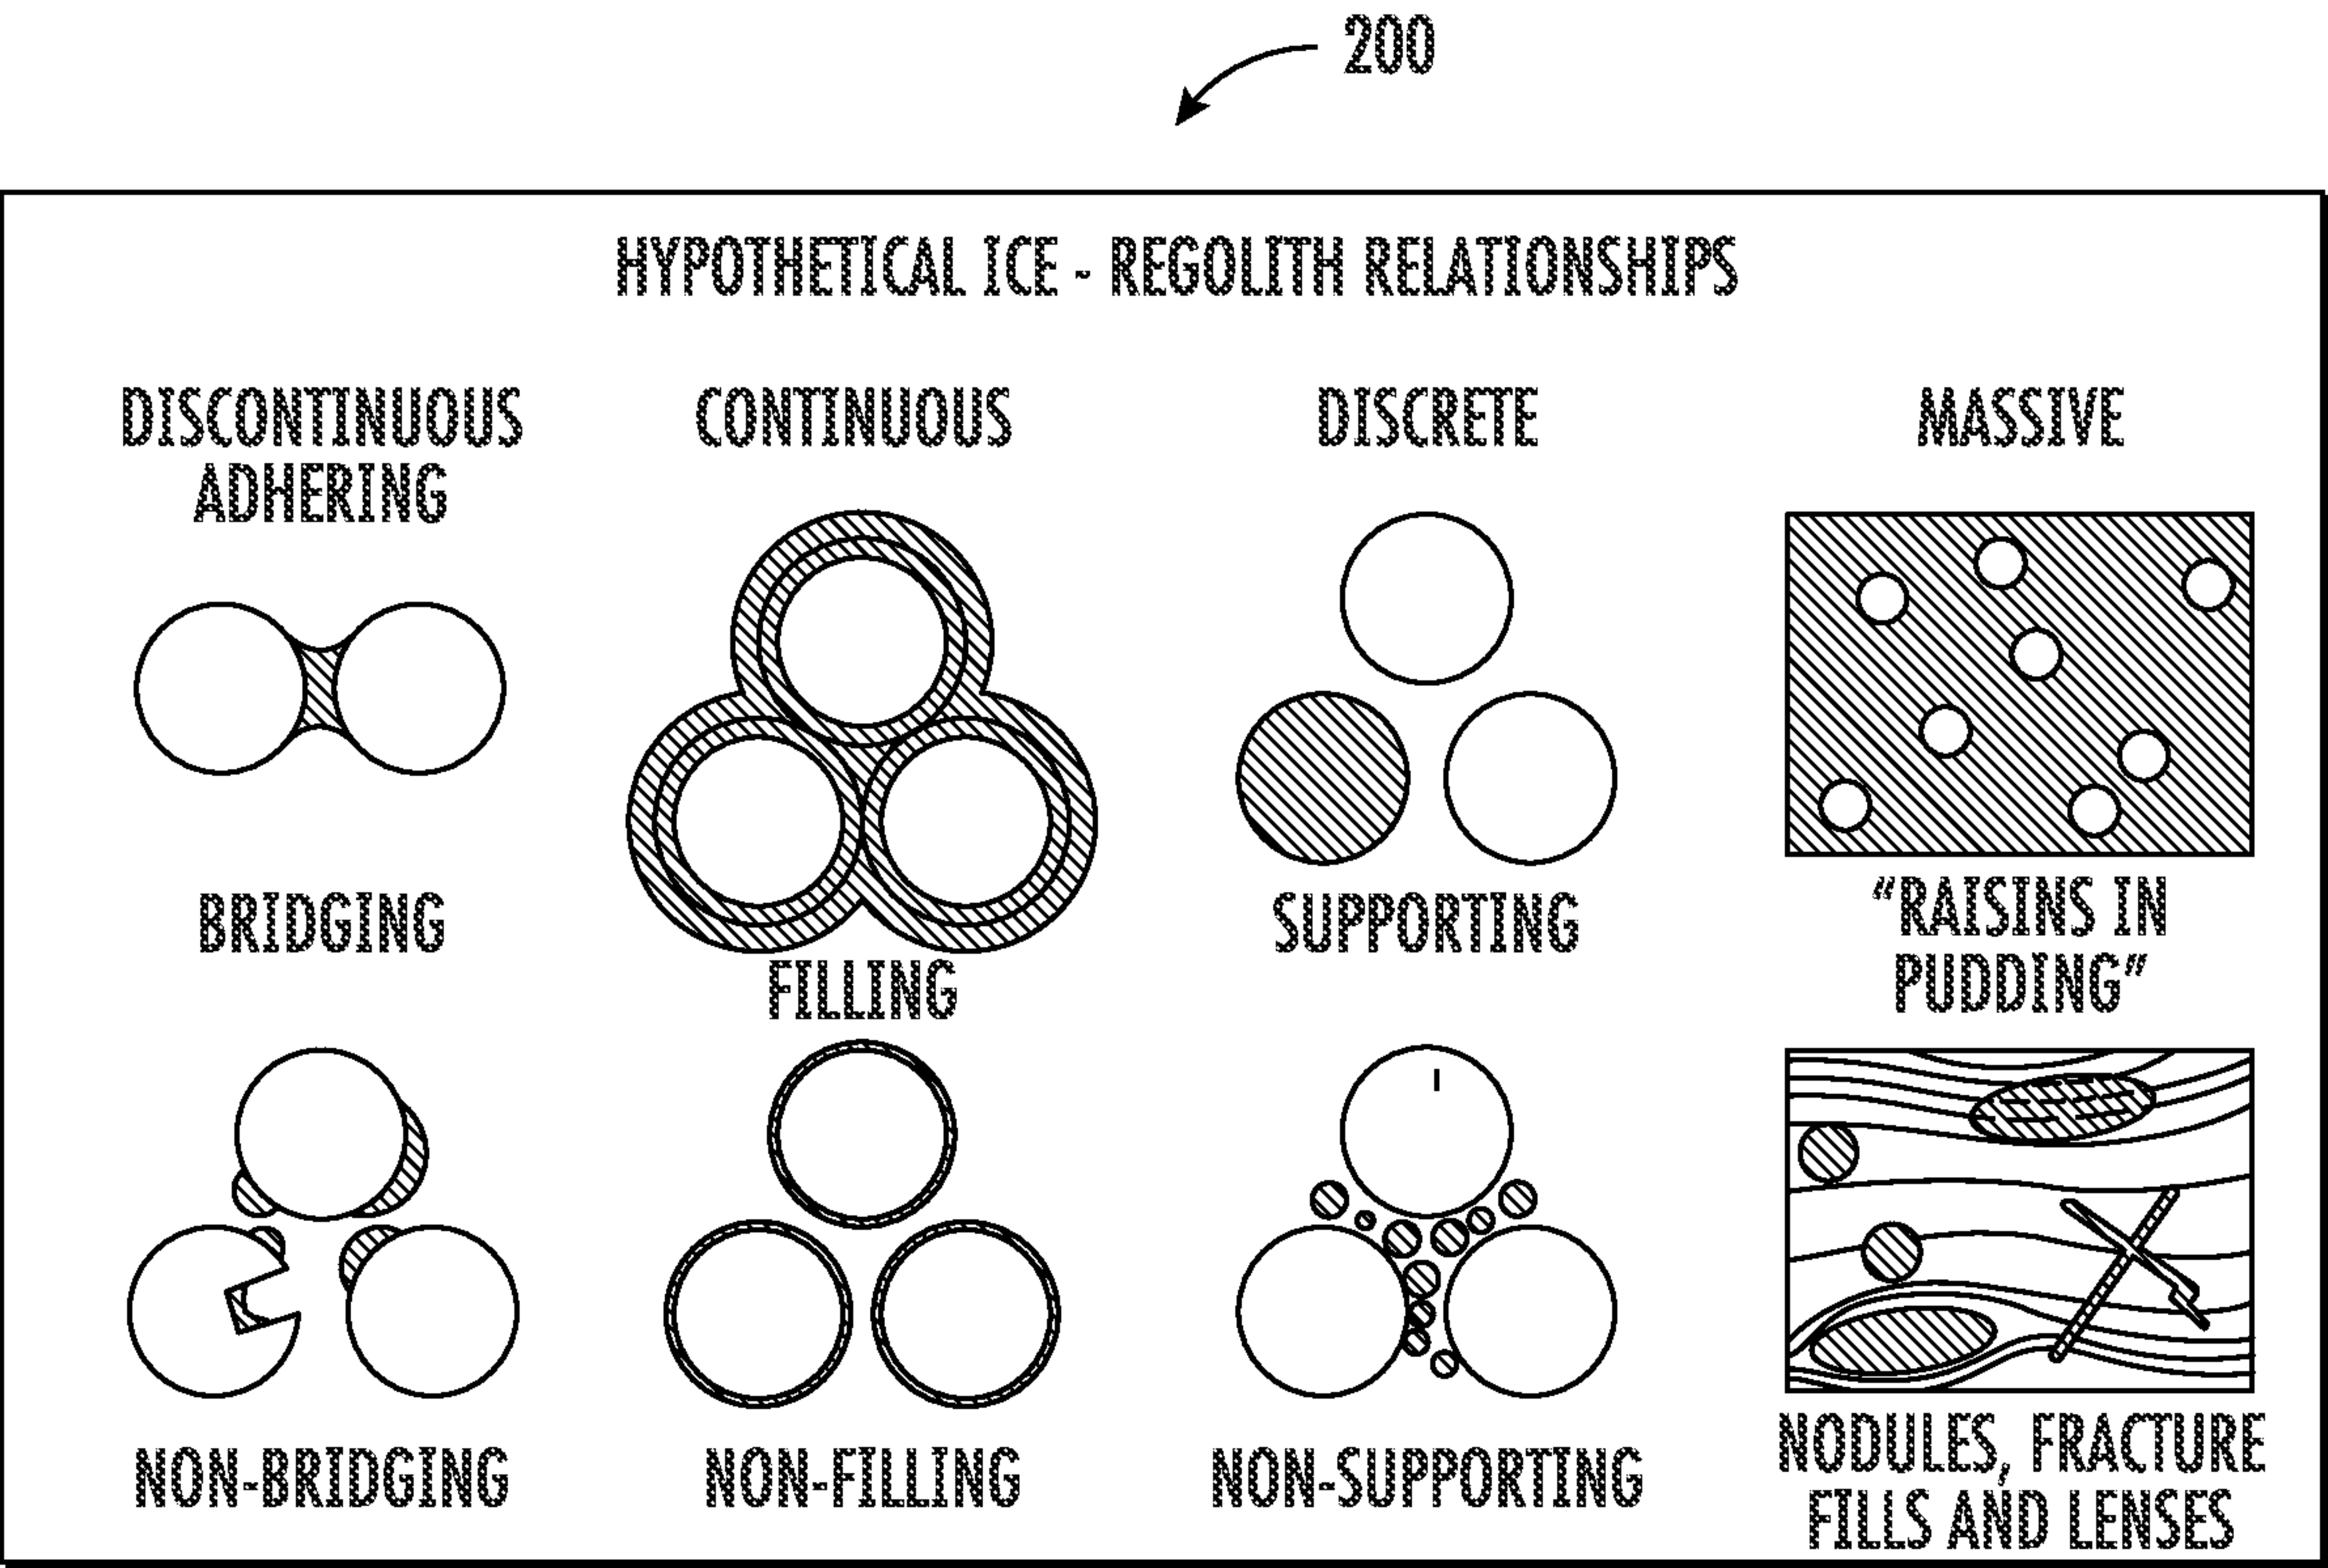 200
HYPOTHETICAL ICE - REGOLITH RELATIONSHIPS
DISCONTINUOUS
ADHERING
CONTINUOUS
DISCRETE
MASSIVE
BRIDGING
FILLING
SUPPORTING
“RAISINS IN
PUDDING”
NON-BRIDGING
NON-FILLING
NON-SUPPORTING
NODULES, FRACTURE
FILLS AND LENSES